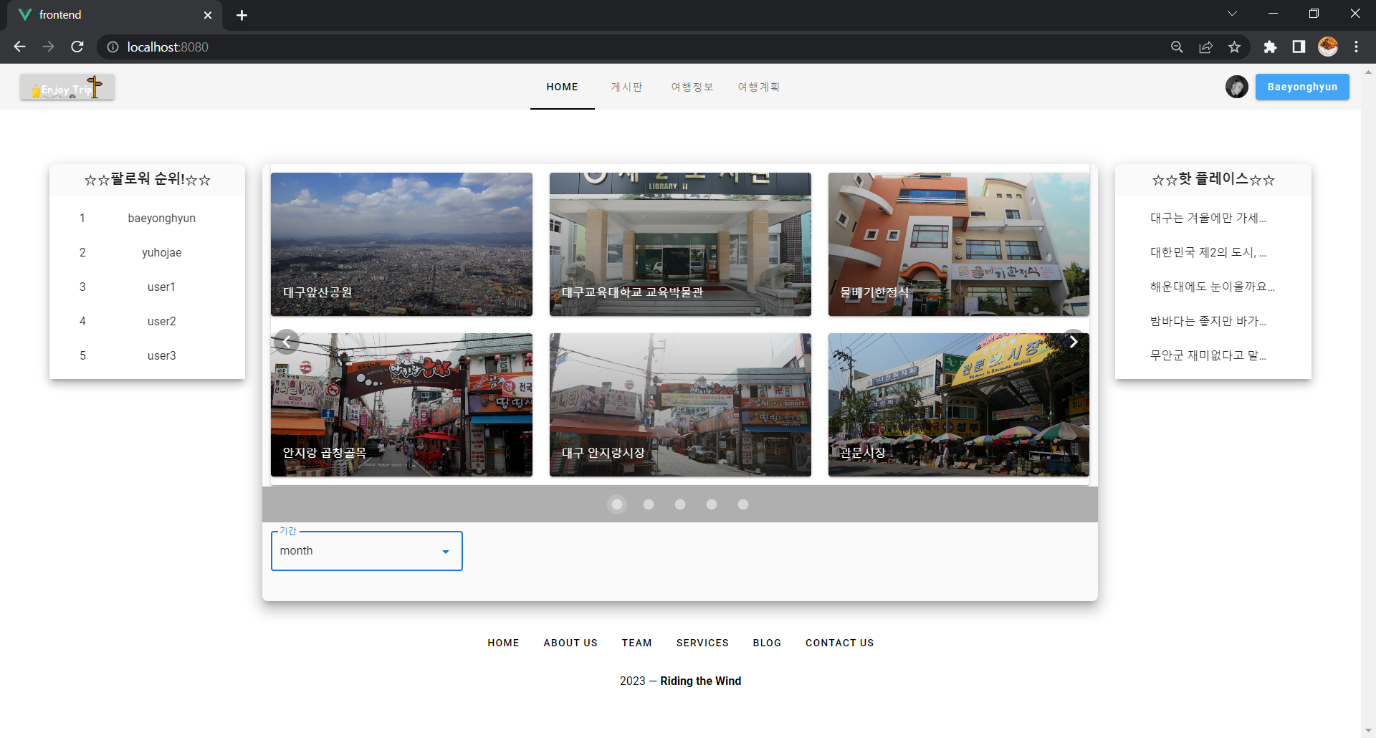 frontend
localhost:8080
Enjoy Trip
HOME 게시판 여행정보 여행계획
Baeyonghyun
☆☆팔로워 순위!☆☆
1 baeyonghyun
2 yuhojae
3 user1
4 user2
5 user3
LIBRARY II
대구앞산공원
대구교육대학교 교육박물관
물베기한정식
안지랑 곱창골목
대구 안지랑시장
관문시장
기간
month
☆☆핫 플레이스☆☆
대구는 겨울에만 가세...
대한민국 제2의 도시, ...
해운대에도 눈이올까요...
밤바다는 좋지만 바가...
무안군 재미없다고 말...
HOME ABOUT US TEAM SERVICES BLOG CONTACT US
2023 — Riding the Wind